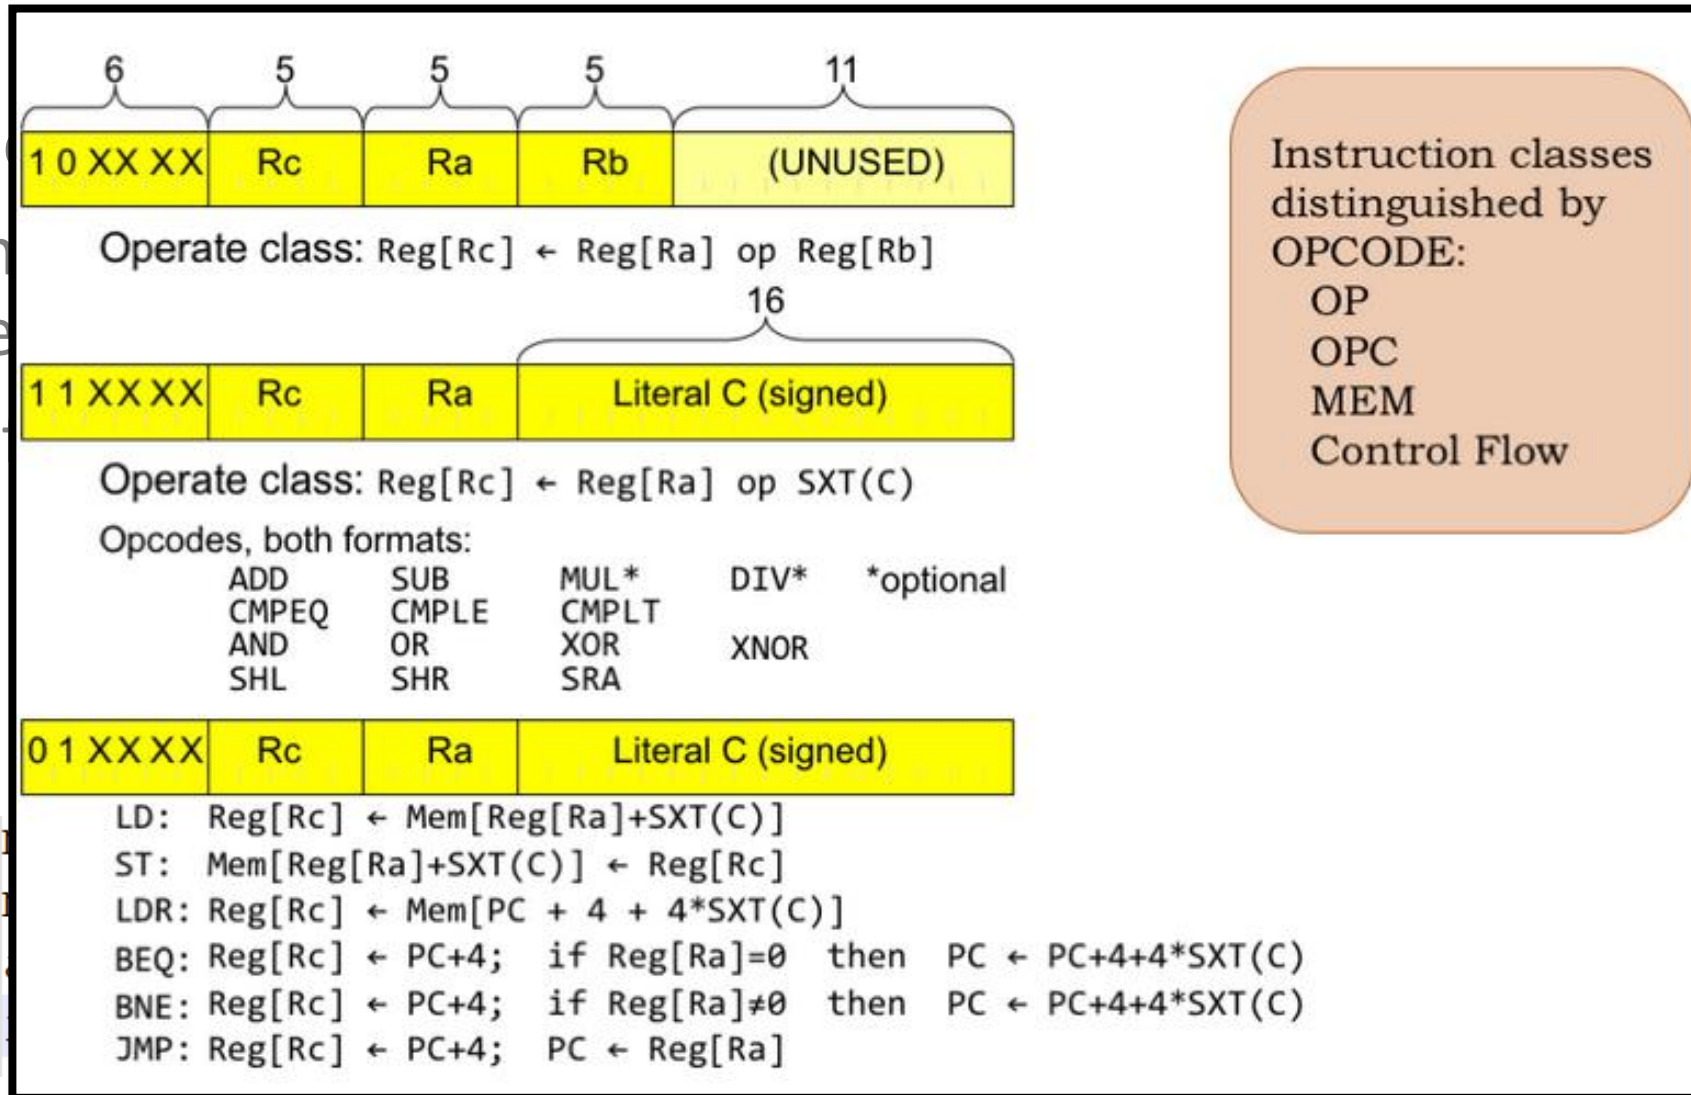 6 5 5 5 11
1 0 XX XX Rc Ra Rb (UNUSED)
Operate class: Reg[Rc] ← Reg[Ra] op Reg[Rb]
16
1 1 XX XX Rc Ra Literal C (signed)
Operate class: Reg[Rc] ← Reg[Ra] op SXT(C)
Opcodes, both formats:
ADD SUB MUL* DIV* *optional
CMPEQ CMPLE CMPLT
AND OR XOR XNOR
SHL SHR SRA
0 1 XX XX Rc Ra Literal C (signed)
LD: Reg[Rc] ← Mem[Reg[Ra]+SXT(C)]
ST: Mem[Reg[Ra]+SXT(C)] ← Reg[Rc]
LDR: Reg[Rc] ← Mem[PC + 4 + 4*SXT(C)]
BEQ: Reg[Rc] ← PC+4; if Reg[Ra]=0 then PC ← PC+4+4*SXT(C)
BNE: Reg[Rc] ← PC+4; if Reg[Ra]≠0 then PC ← PC+4+4*SXT(C)
JMP: Reg[Rc] ← PC+4; PC ← Reg[Ra]
Instruction classes
distinguished by
OPCODE:
OP
OPC
MEM
Control Flow